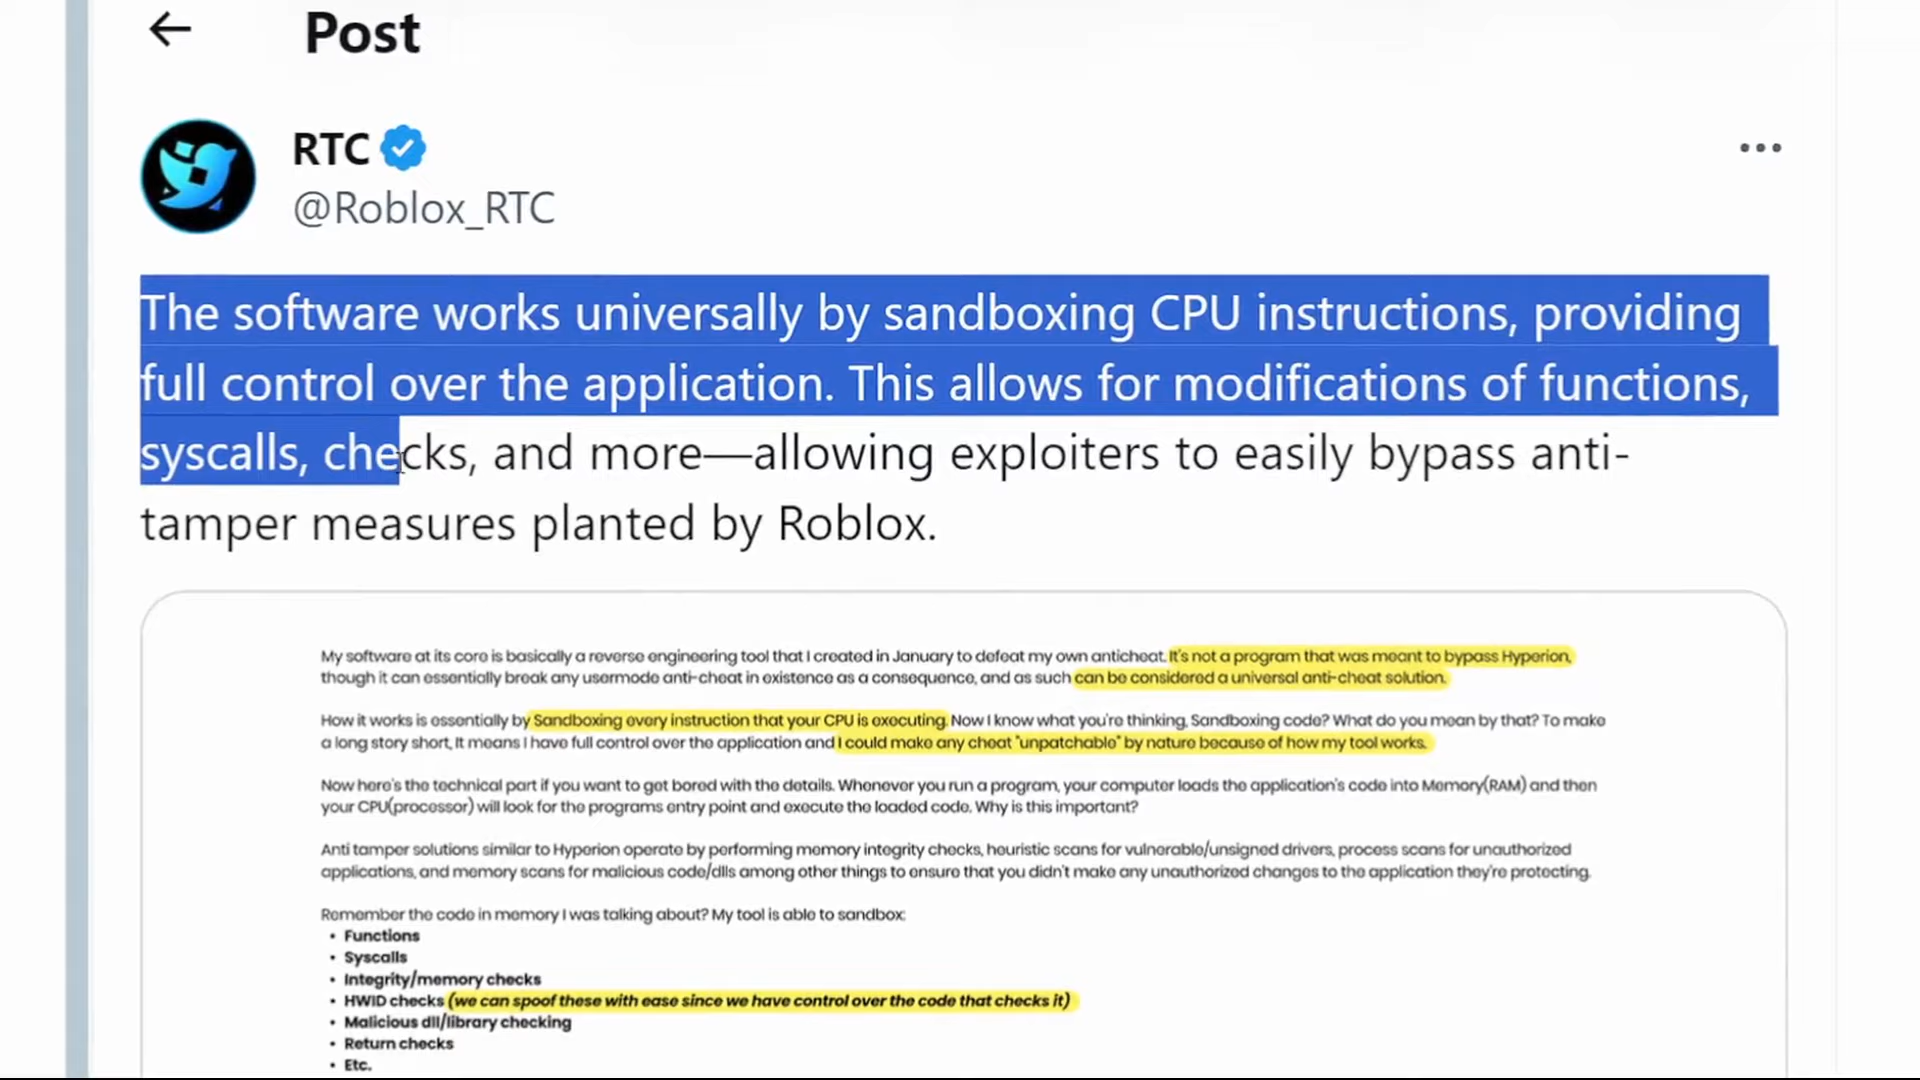 Post
RTC
@Roblox_RTC
The software works universally by sandboxing CPU instructions, providing
full control over the application. This allows for modifications of functions,
syscalls, checks, and more—allowing exploiters to easily bypass anti-
tamper measures planted by Roblox.
My software at its core is basically a reverse engineering tool that I created in January to defeat my own anticheat. It's not a program that was meant to bypass Hyperion,
though it can essentially break any usermode anti-cheat in existence as a consequence, and as such can be considered a universal anti-cheat solution.
How it works is essentially by Sandboxing every instruction that your CPU is executing. Now I know what you're thinking, Sandboxing code? What do you mean by that? To make
a long story short, It means I have full control over the application and I could make any cheat "unpatchable" by nature because of how my tool works.
Now here's the technical part if you want to get bored with the details. Whenever you run a program, your computer loads the application's code into Memory(RAM) and then
your CPU(processor) will look for the programs entry point and execute the loaded code. Why is this important?
Anti tamper solutions similar to Hyperion operate by performing memory integrity checks, heuristic scans for vulnerable/unsigned drivers, process scans for unauthorized
applications, and memory scans for malicious code/dlls among other things to ensure that you didn't make any unauthorized changes to the application they're protecting.
Remember the code in memory I was talking about? My tool is able to sandbox:
• Functions
• Syscalls
• Integrity/memory checks
• HWID checks (we can spoof these with ease since we have control over the code that checks it)
• Malicious dll/library checking
• Return checks
• Etc.